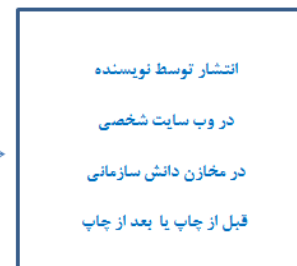 انتشار توسط نویسنده
در وب سایت شخصی
در مخازن دانش سازمانی
قبل از چاپ یا بعد از چاپ